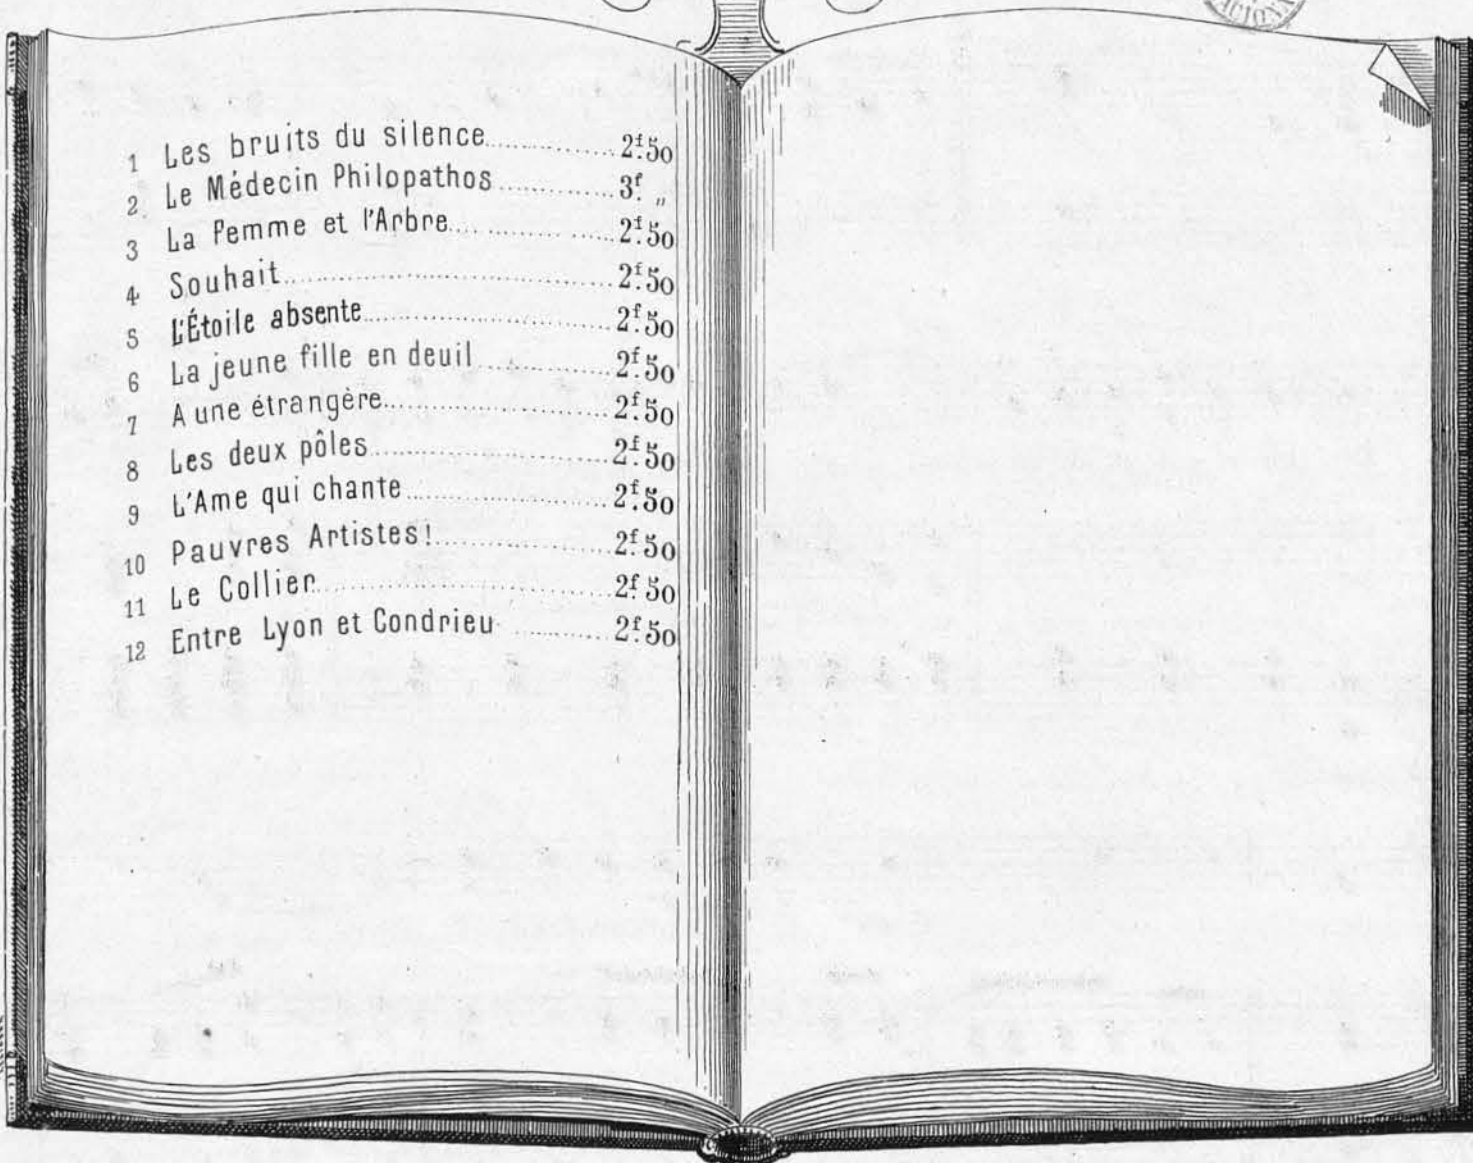 1 Les bruits du silence 2f.50
2 Le Médecin Philopathos 3f. „
3 La Femme et l'Arbre 2f.50
4 Souhait 2f.50
5 L'Étoile absente 2f.50
6 La jeune fille en deuil 2f.50
7 A une étrangère 2f.50
8 Les deux pôles 2f.50
9 L'Ame qui chante 2f.50
10 Pauvres Artistes! 2f.50
11 Le Collier 2f.50
12 Entre Lyon et Condrieu 2f.50